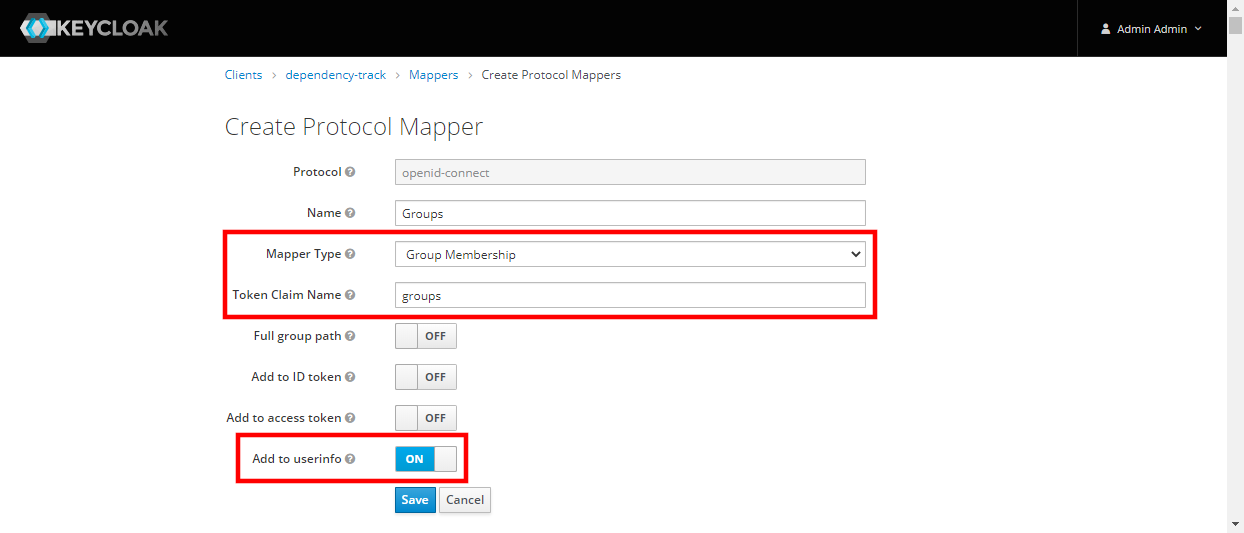 KEYCLOAK
Admin Admin
Clients > dependency-track > Mappers > Create Protocol Mappers
Create Protocol Mapper
Protocol openid-connect
Name Groups
Mapper Type Group Membership
Token Claim Name groups
Full group path OFF
Add to ID token OFF
Add to access token OFF
Add to userinfo ON
Save Cancel